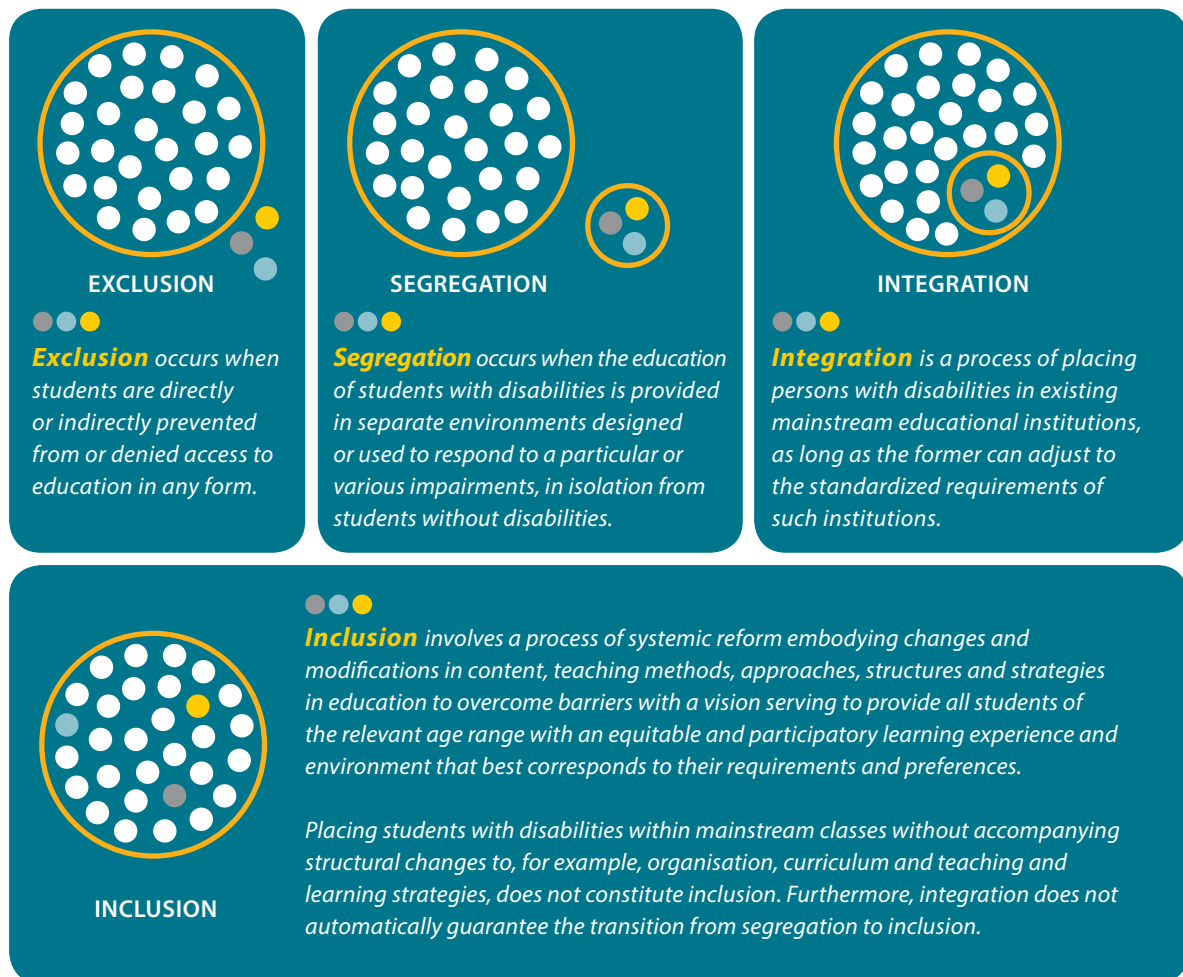 EXCLUSION
Exclusion occurs when
students are directly
or indirectly prevented
from or denied access to
education in any form.
SEGREGATION
Segregation occurs when the education
of students with disabilities is provided
in separate environments designed
or used to respond to a particular or
various impairments, in isolation from
students without disabilities.
INTEGRATION
Integration is a process of placing
persons with disabilities in existing
mainstream educational institutions,
as long as the former can adjust to
the standardized requirements of
such institutions.
INCLUSION
Inclusion involves a process of systemic reform embodying changes and
modifications in content, teaching methods, approaches, structures and strategies
in education to overcome barriers with a vision serving to provide all students of
the relevant age range with an equitable and participatory learning experience and
environment that best corresponds to their requirements and preferences.
Placing students with disabilities within mainstream classes without accompanying
structural changes to, for example, organisation, curriculum and teaching and
learning strategies, does not constitute inclusion. Furthermore, integration does not
automatically guarantee the transition from segregation to inclusion.